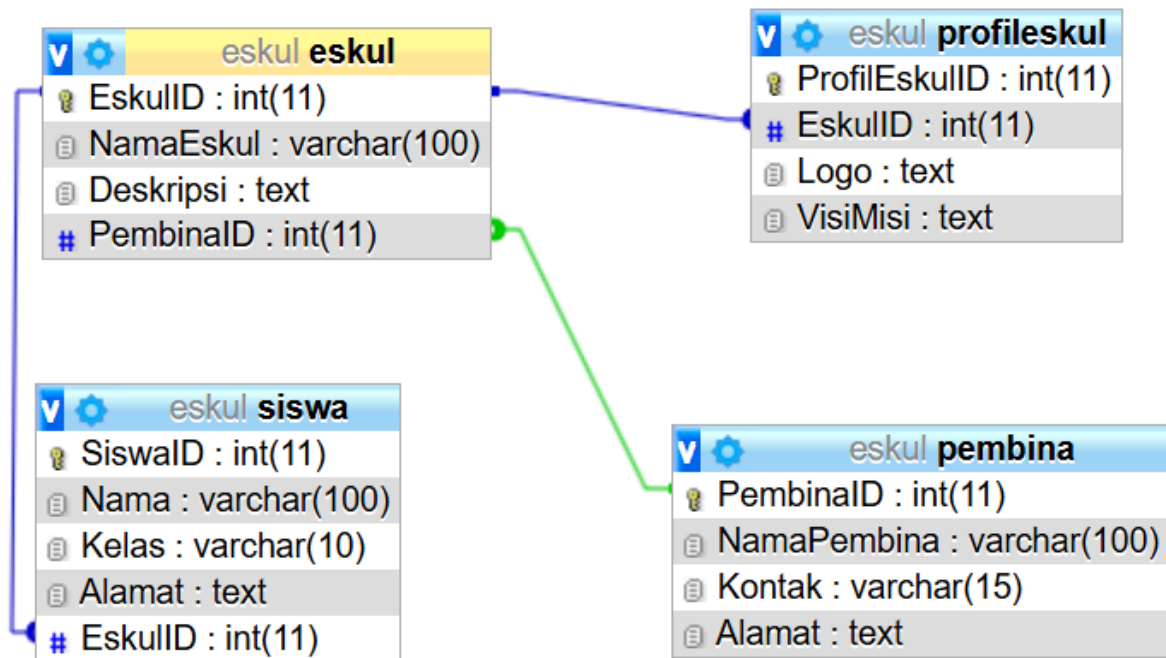 v eskul eskul
EskulID : int(11)
NamaEskul : varchar(100)
Deskripsi : text
# PembinaID : int(11)
v eskul profileskul
ProfilEskulID : int(11)
# EskulID : int(11)
Logo : text
VisiMisi : text
v eskul siswa
SiswaID : int(11)
Nama : varchar(100)
Kelas : varchar(10)
Alamat : text
# EskulID : int(11)
v eskul pembina
PembinaID : int(11)
NamaPembina : varchar(100)
Kontak : varchar(15)
Alamat : text